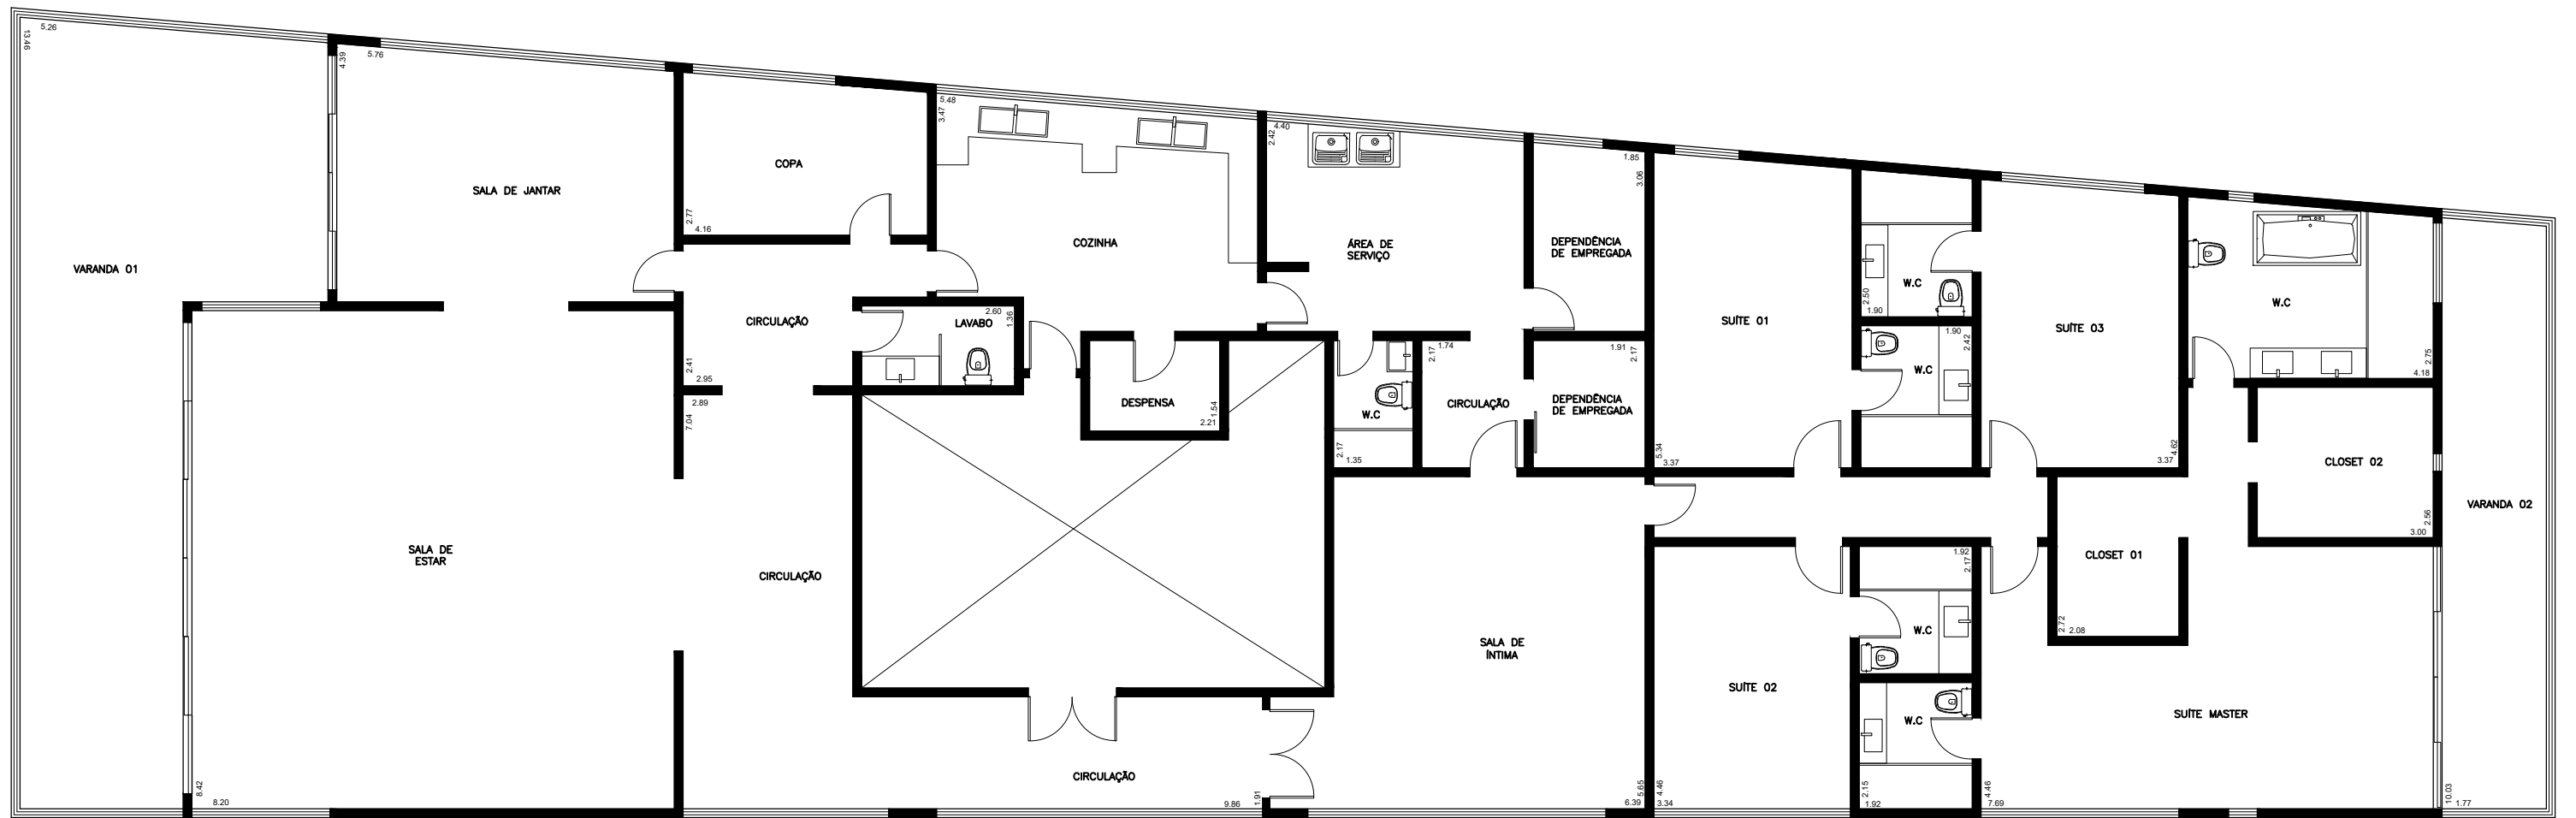 5.26
13.46
VARANDA 01
4.39
5.76
SALA DE JANTAR
COPA
2.77
4.16
5.48
3.47
COZINHA
4.40
2.42
ÁREA DE
SERVIÇO
1.85
3.06
DEPENDÊNCIA
DE EMPREGADA
SUÍTE 01
5.34
3.37
W.C
2.50
1.90
1.90
2.42
W.C
SUÍTE 03
4.62
3.37
W.C
2.75
4.18
CIRCULAÇÃO
2.41
2.95
2.60
1.36
LAVABO
DESPENSA
1.54
2.21
W.C
2.17
1.35
1.74
2.17
CIRCULAÇÃO
1.91
2.17
DEPENDÊNCIA
DE EMPREGADA
CLOSET 02
2.56
3.00
VARANDA 02
10.03
1.77
SALA DE
ESTAR
8.42
8.20
2.89
7.04
CIRCULAÇÃO
CIRCULAÇÃO
9.86
1.91
SALA DE
ÍNTIMA
5.65
6.39
SUÍTE 02
4.46
3.34
1.92
2.17
W.C
W.C
2.15
1.92
CLOSET 01
2.72
2.08
SUÍTE MASTER
4.46
7.69